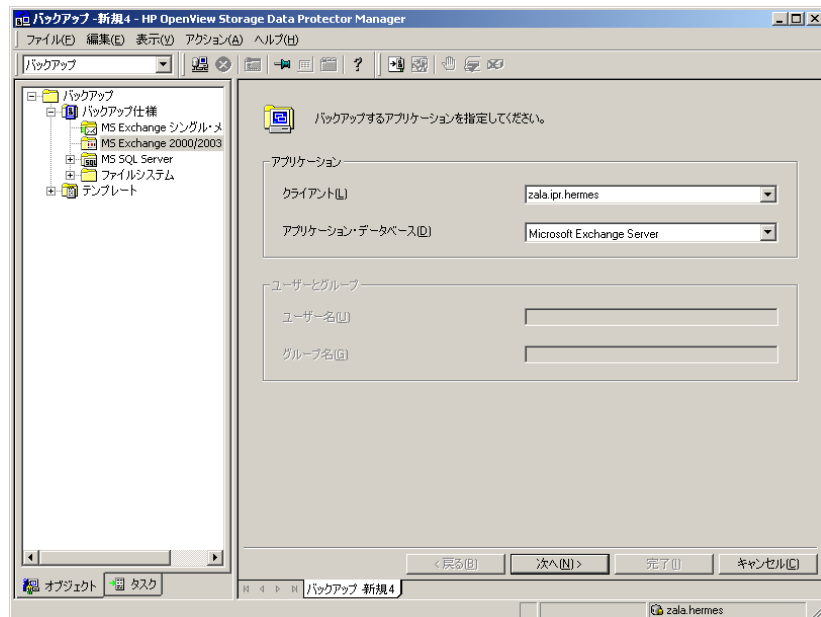 バックアップ -新規4 - HP OpenView Storage Data Protector Manager
ファイル(F) 編集(E) 表示(V) アクション(A) ヘルプ(H)
バックアップ
バックアップ
バックアップ仕様
MS Exchange シングル・メ
MS Exchange 2000/2003
MS SQL Server
ファイルシステム
テンプレート
バックアップするアプリケーションを指定してください。
アプリケーション
クライアント(L)
zala.ipr.hermes
アプリケーション・データベース(D)
Microsoft Exchange Server
ユーザーとグループ
ユーザー名(U)
グループ名(G)
<戻る(B)
次へ(N)>
完了(I)
キャンセル(C)
オブジェクト
タスク
バックアップ -新規4
zala.hermes